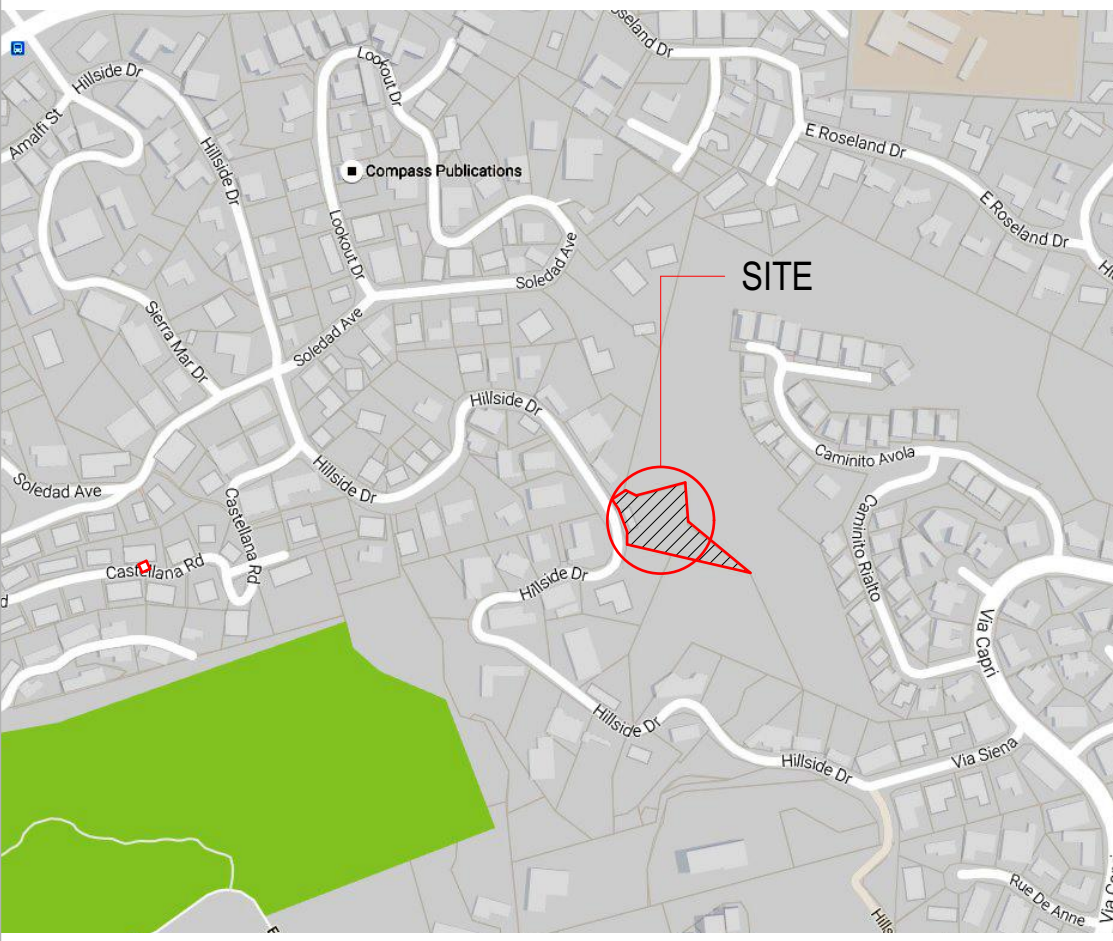 Roseland Dr
Lookout Dr
Hillside Dr
Amalfi St
E Roseland Dr
Hillside Dr
Compass Publications
E Roseland Dr
Lookout Dr
Soledad Ave
SITE
Sierra Mar Dr
Soledad Ave
Hillside Dr
Caminito Avola
Hillside Dr
Soledad Ave
Castellana Rd
Caminito Rialto
Castellana Rd
Hillside Dr
Via Capri
Hillside Dr
Via Siena
Hillside Dr
Rue De Anne